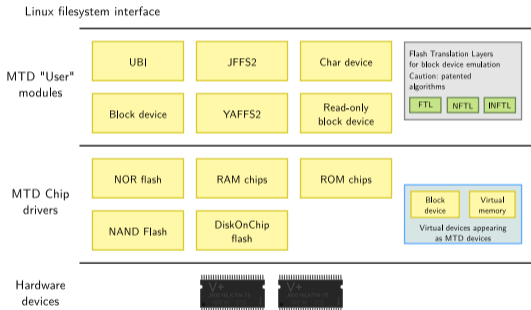 Linux filesystem interface
MTD "User"
modules
UBI
JFFS2
Char device
Block device
YAFFS2
Read-only
block device
Flash Translation Layers
for block device emulation
Caution: patented
algorithms
FTL
NFTL
INFTL
MTD Chip
drivers
NOR flash
RAM chips
ROM chips
NAND Flash
DiskOnChip
flash
Block
device
Virtual
memory
Virtual devices appearing
as MTD devices
Hardware
devices
V+
V+